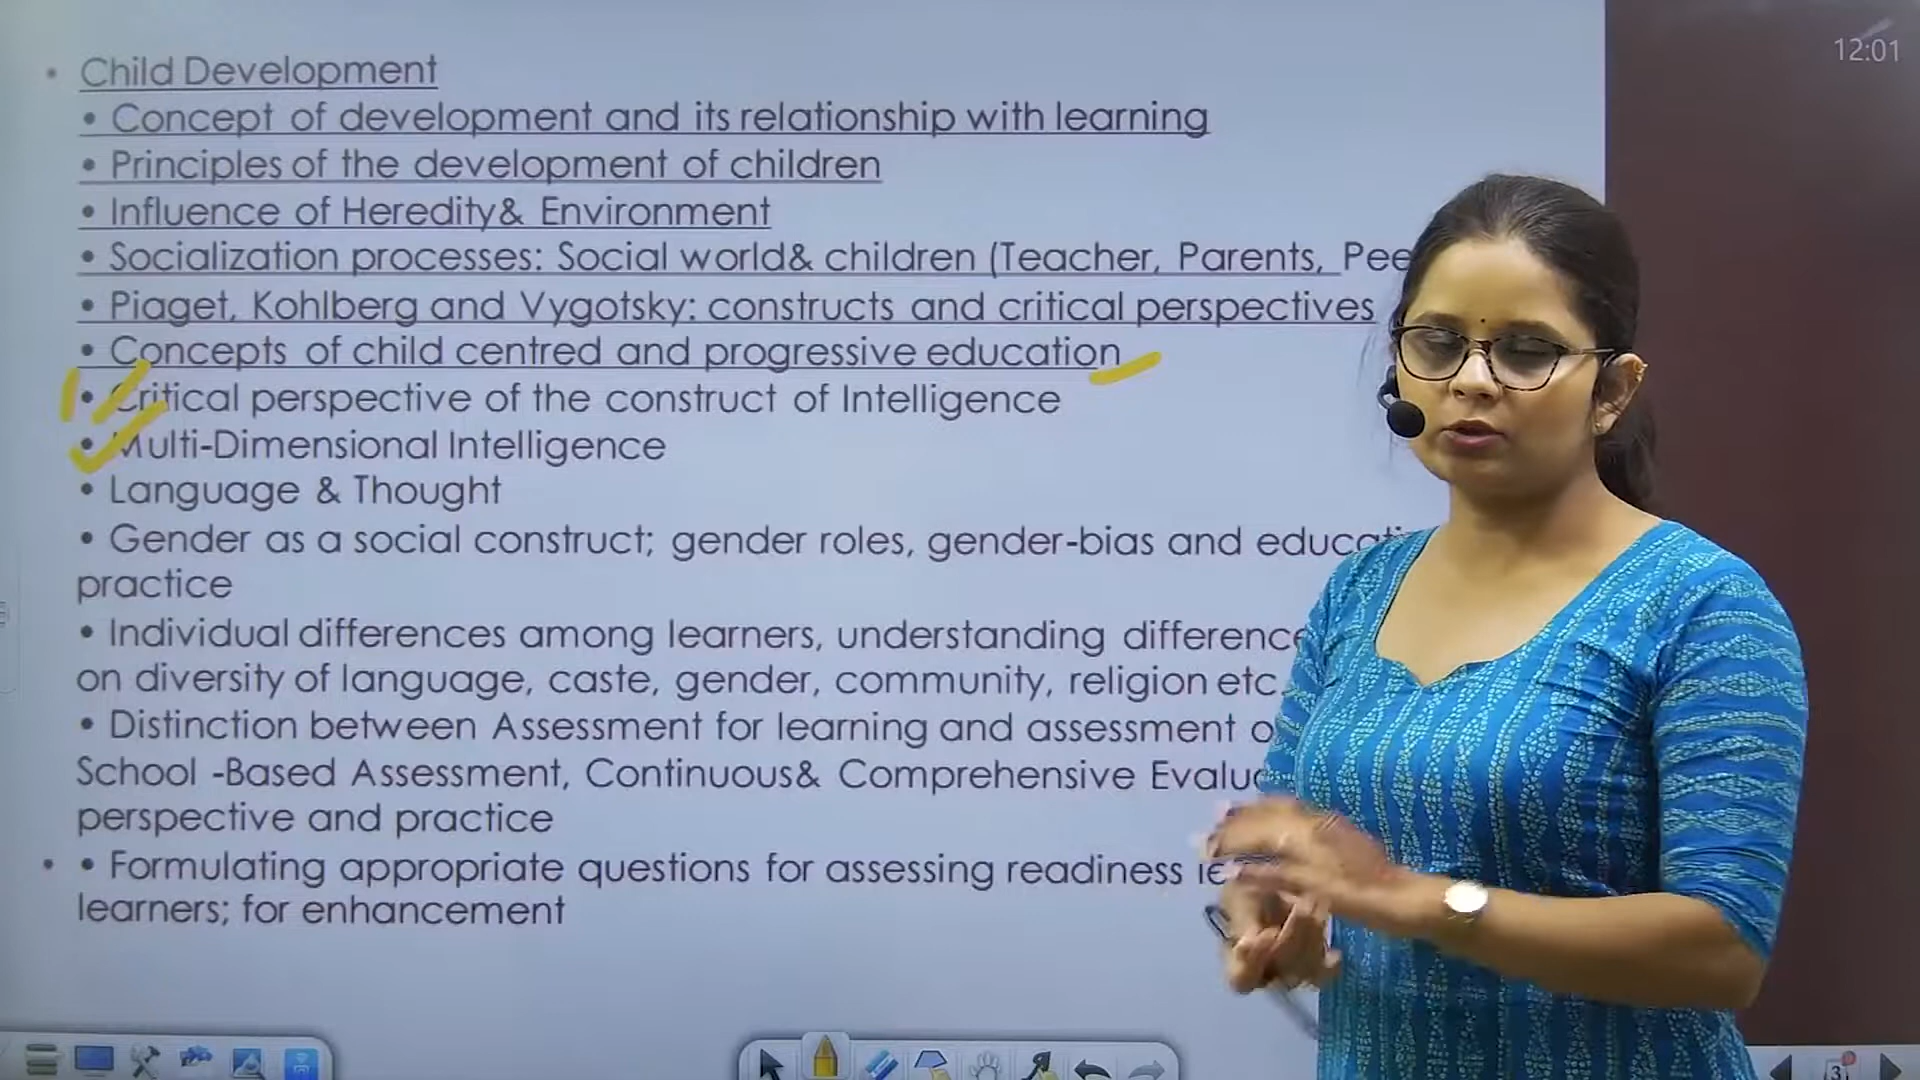 12:01
• Child Development
• Concept of development and its relationship with learning
• Principles of the development of children
• Influence of Heredity& Environment
• Socialization processes: Social world& children (Teacher, Parents,
• Piaget, Kohlberg and Vygotsky: constructs and critical perspectives
• Concepts of child centred and progressive education
• Critical perspective of the construct of Intelligence
• Multi-Dimensional Intelligence
• Language & Thought
• Gender as a social construct; gender roles, gender-bias and
practice
• Individual differences among learners, understanding
on diversity of language, caste, gender, community, religion etc.
• Distinction between Assessment for learning and assessment
School -Based Assessment, Continuous& Comprehensive
perspective and practice
• • Formulating appropriate questions for assessing readiness
learners; for enhancement
3